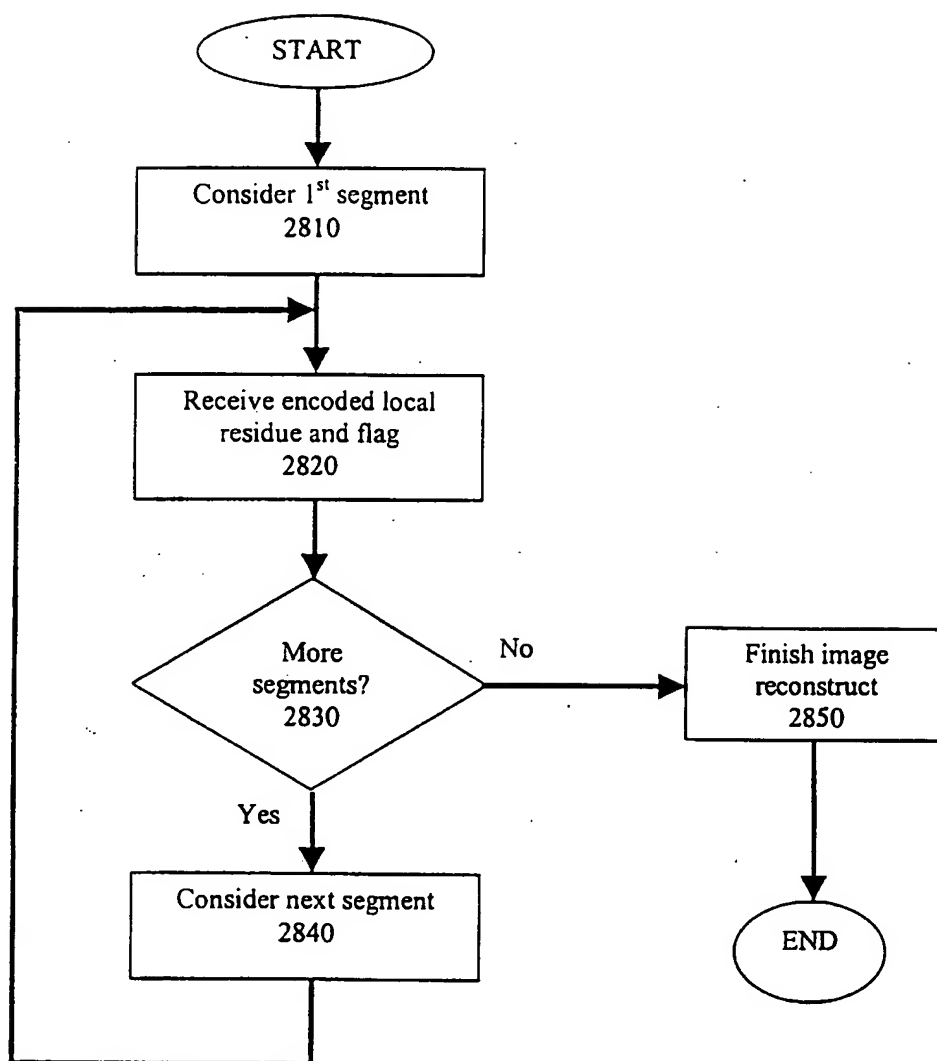 START
Consider 1st segment
2810
Receive encoded local
residue and flag
2820
More
segments?
2830
No
Finish image
reconstruct
2850
Yes
Consider next segment
2840
END